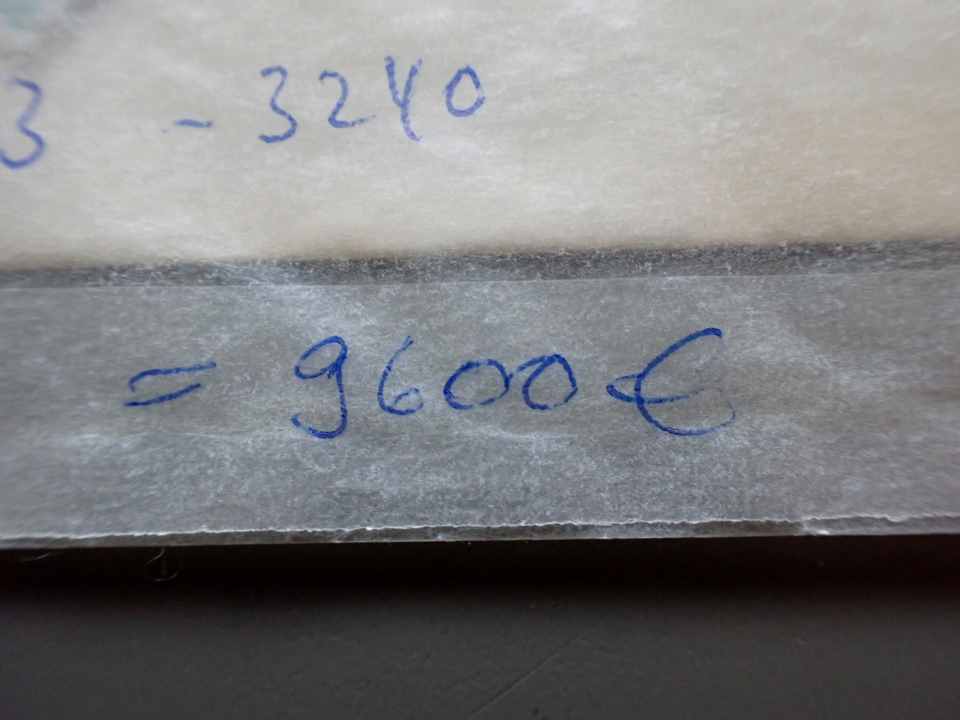 3 - 3240
= 9600€